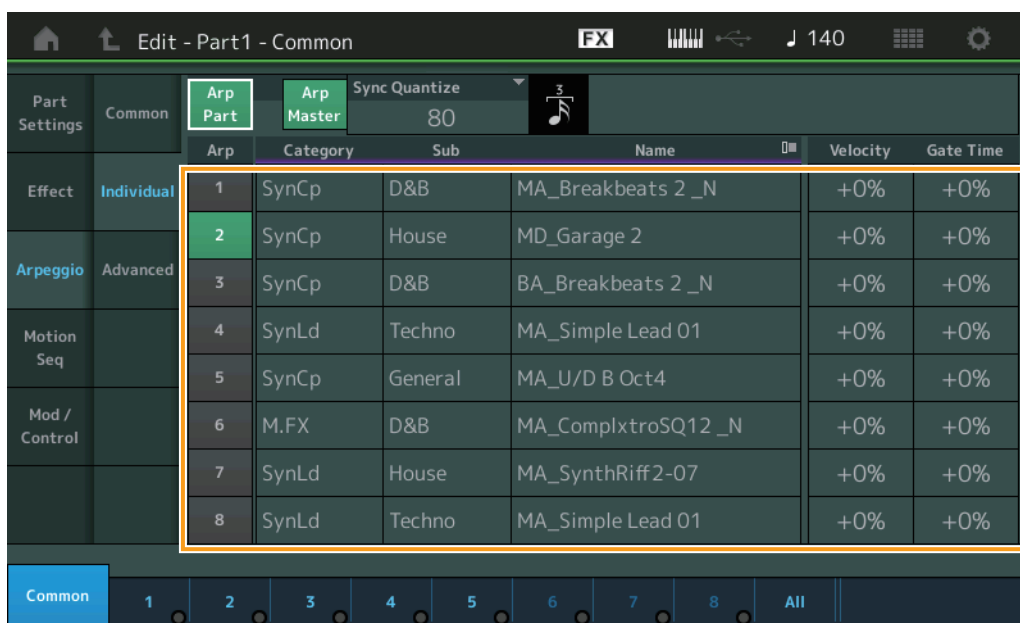 Edit - Part1 - Common FX 140
Part Settings
Effect
Arpeggio
Motion Seq
Mod / Control
Common
Individual
Advanced
Arp Part Arp Master Sync Quantize 80 3
Arp Category Sub Name Velocity Gate Time
1 SynCp D&B MA_Breakbeats 2 _N +0% +0%
2 SynCp House MD_Garage 2 +0% +0%
3 SynCp D&B BA_Breakbeats 2 _N +0% +0%
4 SynLd Techno MA_Simple Lead 01 +0% +0%
5 SynCp General MA_U/D B Oct4 +0% +0%
6 M.FX D&B MA_ComplxtroSQ12 _N +0% +0%
7 SynLd House MA_SynthRiff2-07 +0% +0%
8 SynLd Techno MA_Simple Lead 01 +0% +0%
Common 1 2 3 4 5 6 7 8 All